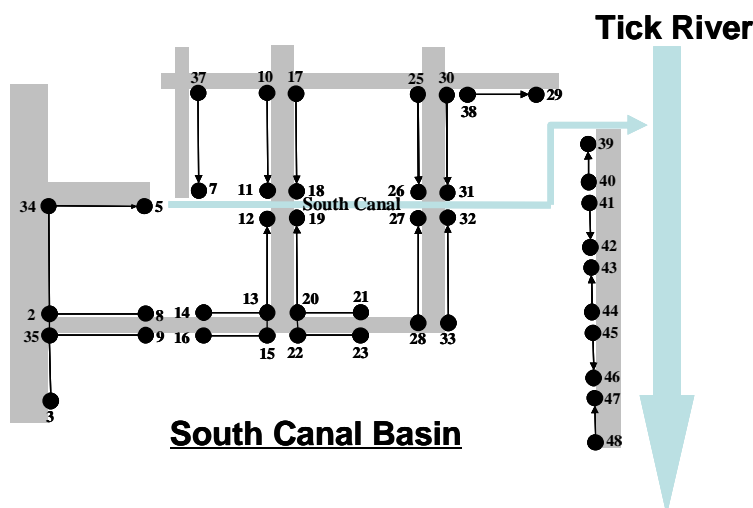 Tick River
37 10 17 25 30
38 29
39
40
34 5 7 11 18 26 31 41
South Canal
12 19 27 32
42
43
2 8 14 13 20 21 44
35 9 16 15 22 23 28 33 45
46
3 47
South Canal Basin
48